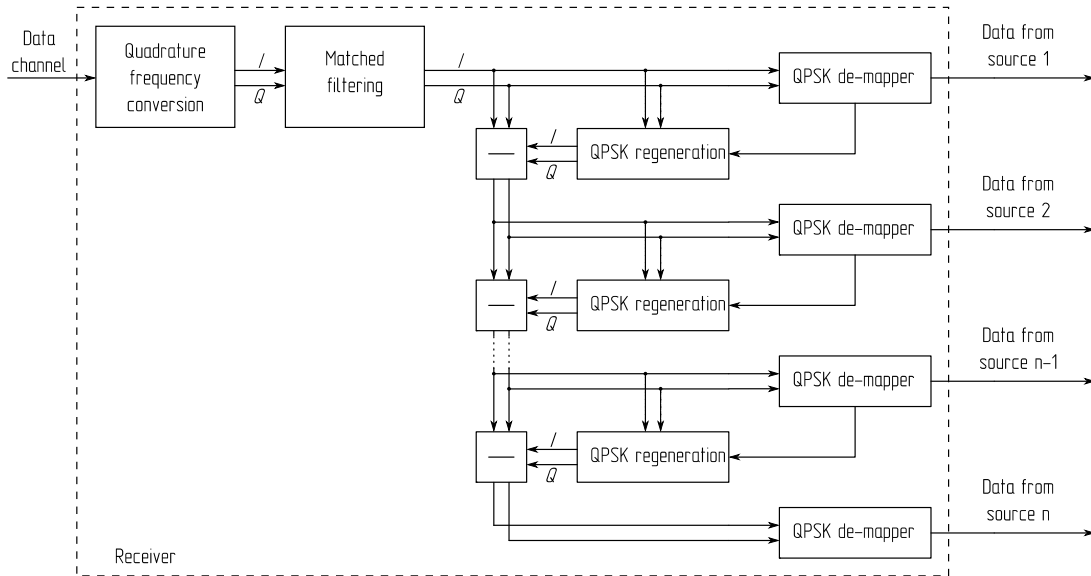 Data
channel
Quadrature
frequency
conversion
I
Q
Matched
filtering
I
Q
QPSK de-mapper
Data from
source 1
I
Q
QPSK regeneration
QPSK de-mapper
Data from
source 2
I
Q
QPSK regeneration
QPSK de-mapper
Data from
source n-1
I
Q
QPSK regeneration
QPSK de-mapper
Data from
source n
Receiver